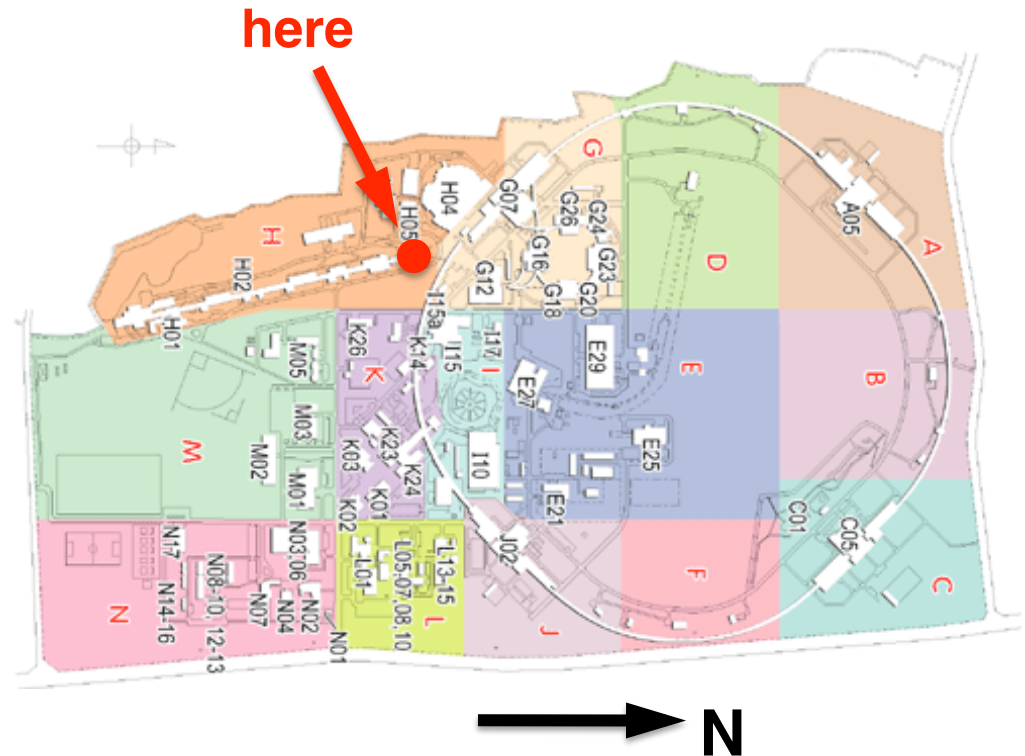 here
G
H04
G07
G26
G24
A05
H05
H
A
G16
G23
D
H02
G12
G18
G20
I15a
H01
K26
K14
I15
I17
I
E29
E
B
M05
K
E27
M
M03
M02
K03
K23
K24
I10
E25
M01
K02
K01
E21
C01
N17
N03,06
J02
C05
L01
L05,07,08,10
L13-15
F
C
N08-10, 12-13
N
N14-16
N07
N04
N02
N01
L
J
N